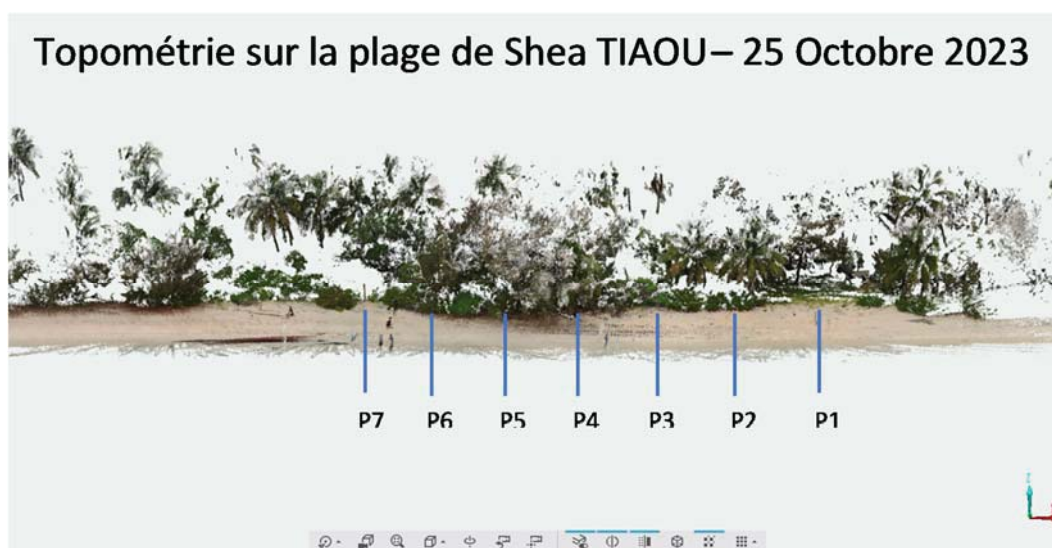 Topométrie sur la plage de Shea TIAOU– 25 Octobre 2023
P7 P6 P5 P4 P3 P2 P1